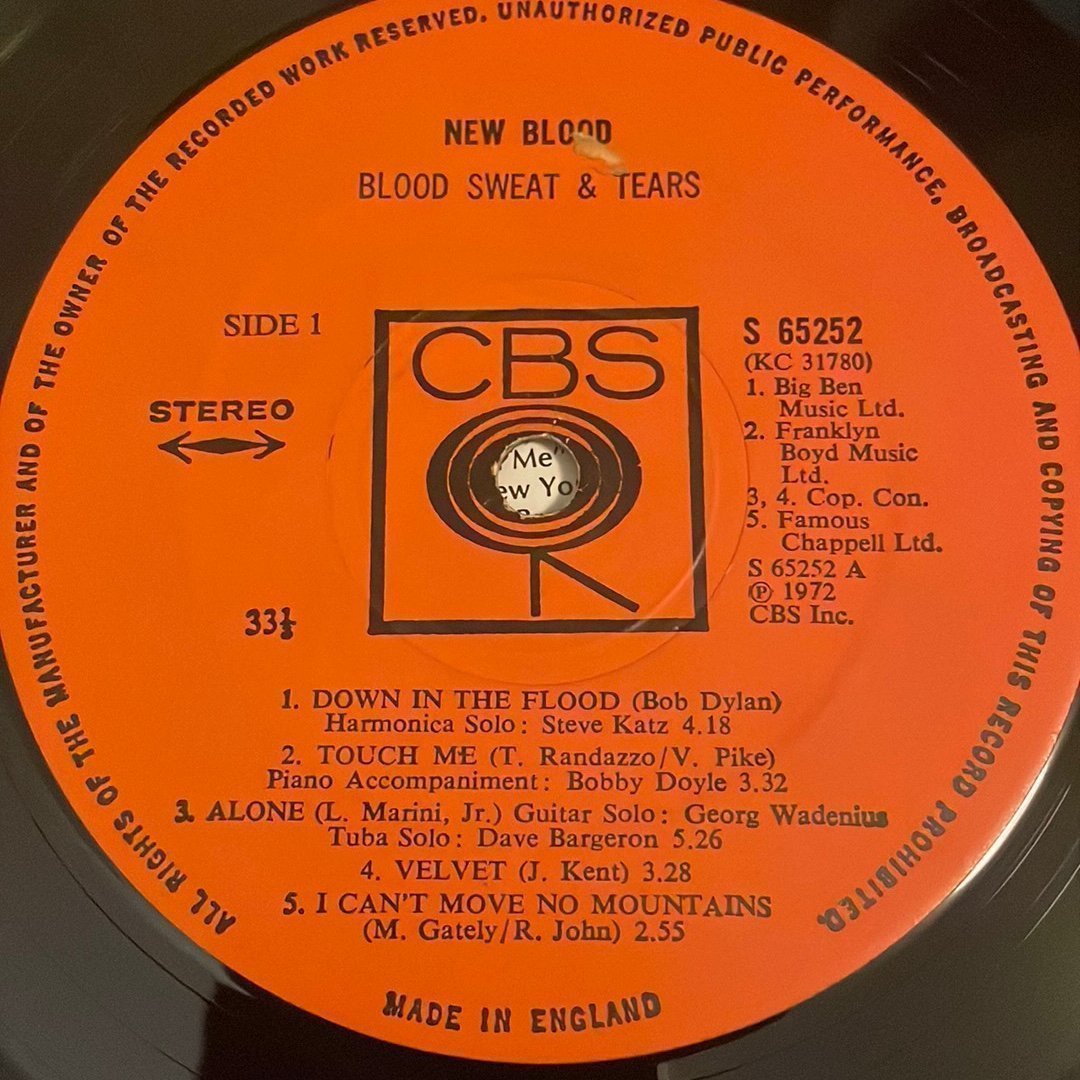 ALL RIGHTS OF THE MANUFACTURER AND OF THE OWNER OF THE RECORDED WORK RESERVED. UNAUTHORIZED PUBLIC PERFORMANCE, BROADCASTING AND COPYING OF THIS RECORD PROHIBITED.
NEW BLOOD
BLOOD SWEAT & TEARS
SIDE 1
STEREO
33⅓
CBS
Me"
ew Yo
S 65252
(KC 31780)
1. Big Ben
Music Ltd.
2. Franklyn
Boyd Music
Ltd.
3, 4. Cop. Con.
5. Famous
Chappell Ltd.
S 65252 A
Ⓟ 1972
CBS Inc.
1. DOWN IN THE FLOOD (Bob Dylan)
Harmonica Solo: Steve Katz 4.18
2. TOUCH ME (T. Randazzo/V. Pike)
Piano Accompaniment: Bobby Doyle 3.32
3. ALONE (L. Marini, Jr.) Guitar Solo: Georg Wadenius
Tuba Solo: Dave Bargeron 5.26
4. VELVET (J. Kent) 3.28
5. I CAN'T MOVE NO MOUNTAINS
(M. Gately/R. John) 2.55
MADE IN ENGLAND